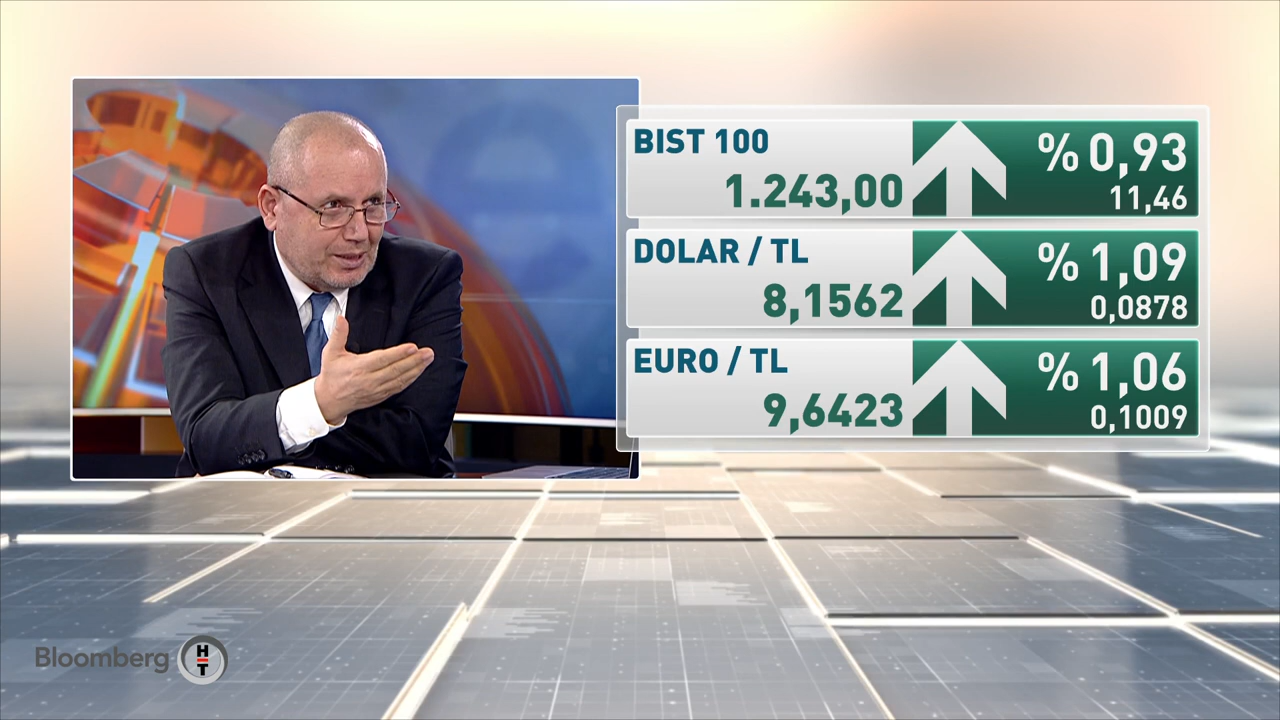 BIST 100
1.243,00
% 0,93
11,46
DOLAR / TL
8,1562
% 1,09
0,0878
EURO / TL
9,6423
% 1,06
0,1009
Bloomberg HT